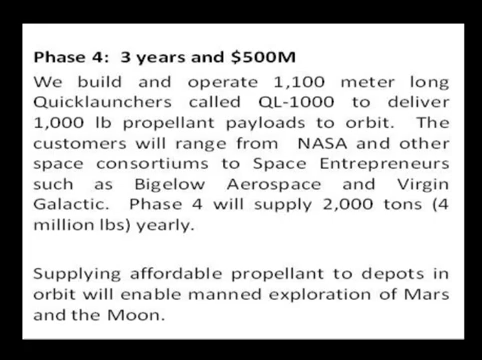 Phase 4: 3 years and $500M
We build and operate 1,100 meter long
Quicklaunchers called QL-1000 to deliver
1,000 lb propellant payloads to orbit. The
customers will range from NASA and other
space consortiums to Space Entrepreneurs
such as Bigelow Aerospace and Virgin
Galactic. Phase 4 will supply 2,000 tons (4
million lbs) yearly.
Supplying affordable propellant to depots in
orbit will enable manned exploration of Mars
and the Moon.